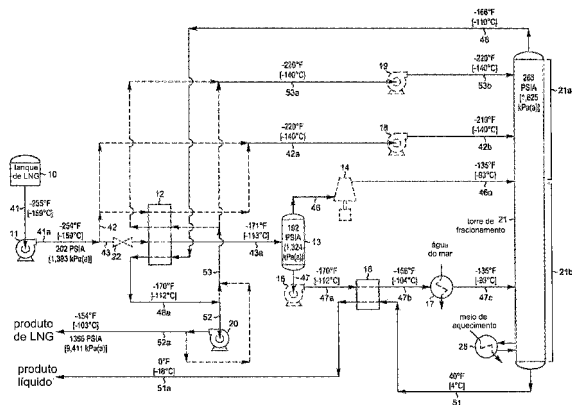 -166°F
[-110°C]
48
-220°F
[-140°C]
53a
19
-220°F
[-140°C]
53b
265
PSIA
[1,825
kPa(a)]
21a
-220°F
[-140°C]
42a
18
-219°F
[-140°C]
42b
14
-135°F
[-93°C]
46a
tanque
de LNG
10
41
-255°F
[-159°C]
11
41a
-254°F
[-159°C]
202 PSIA
[1,393 kPa(a)]
42
43
22
12
-171°F
[-113°C]
43a
46
192
PSIA
[1,324
kPa(a)]
13
torre de
fracionamento
21
21b
água
do mar
15
47
-170°F
[-112°C]
47a
16
-156°F
[-104°C]
47b
17
-135°F
[-93°C]
47c
53
-170°F
[-112°C]
48a
52
20
meio de
aquecimento
25
produto
de LNG
-154°F
[-103°C]
52a
1365 PSIA
[9,411 kPa(a)]
produto
líquido
0°F
[-18°C]
51a
40°F
[4°C]
51